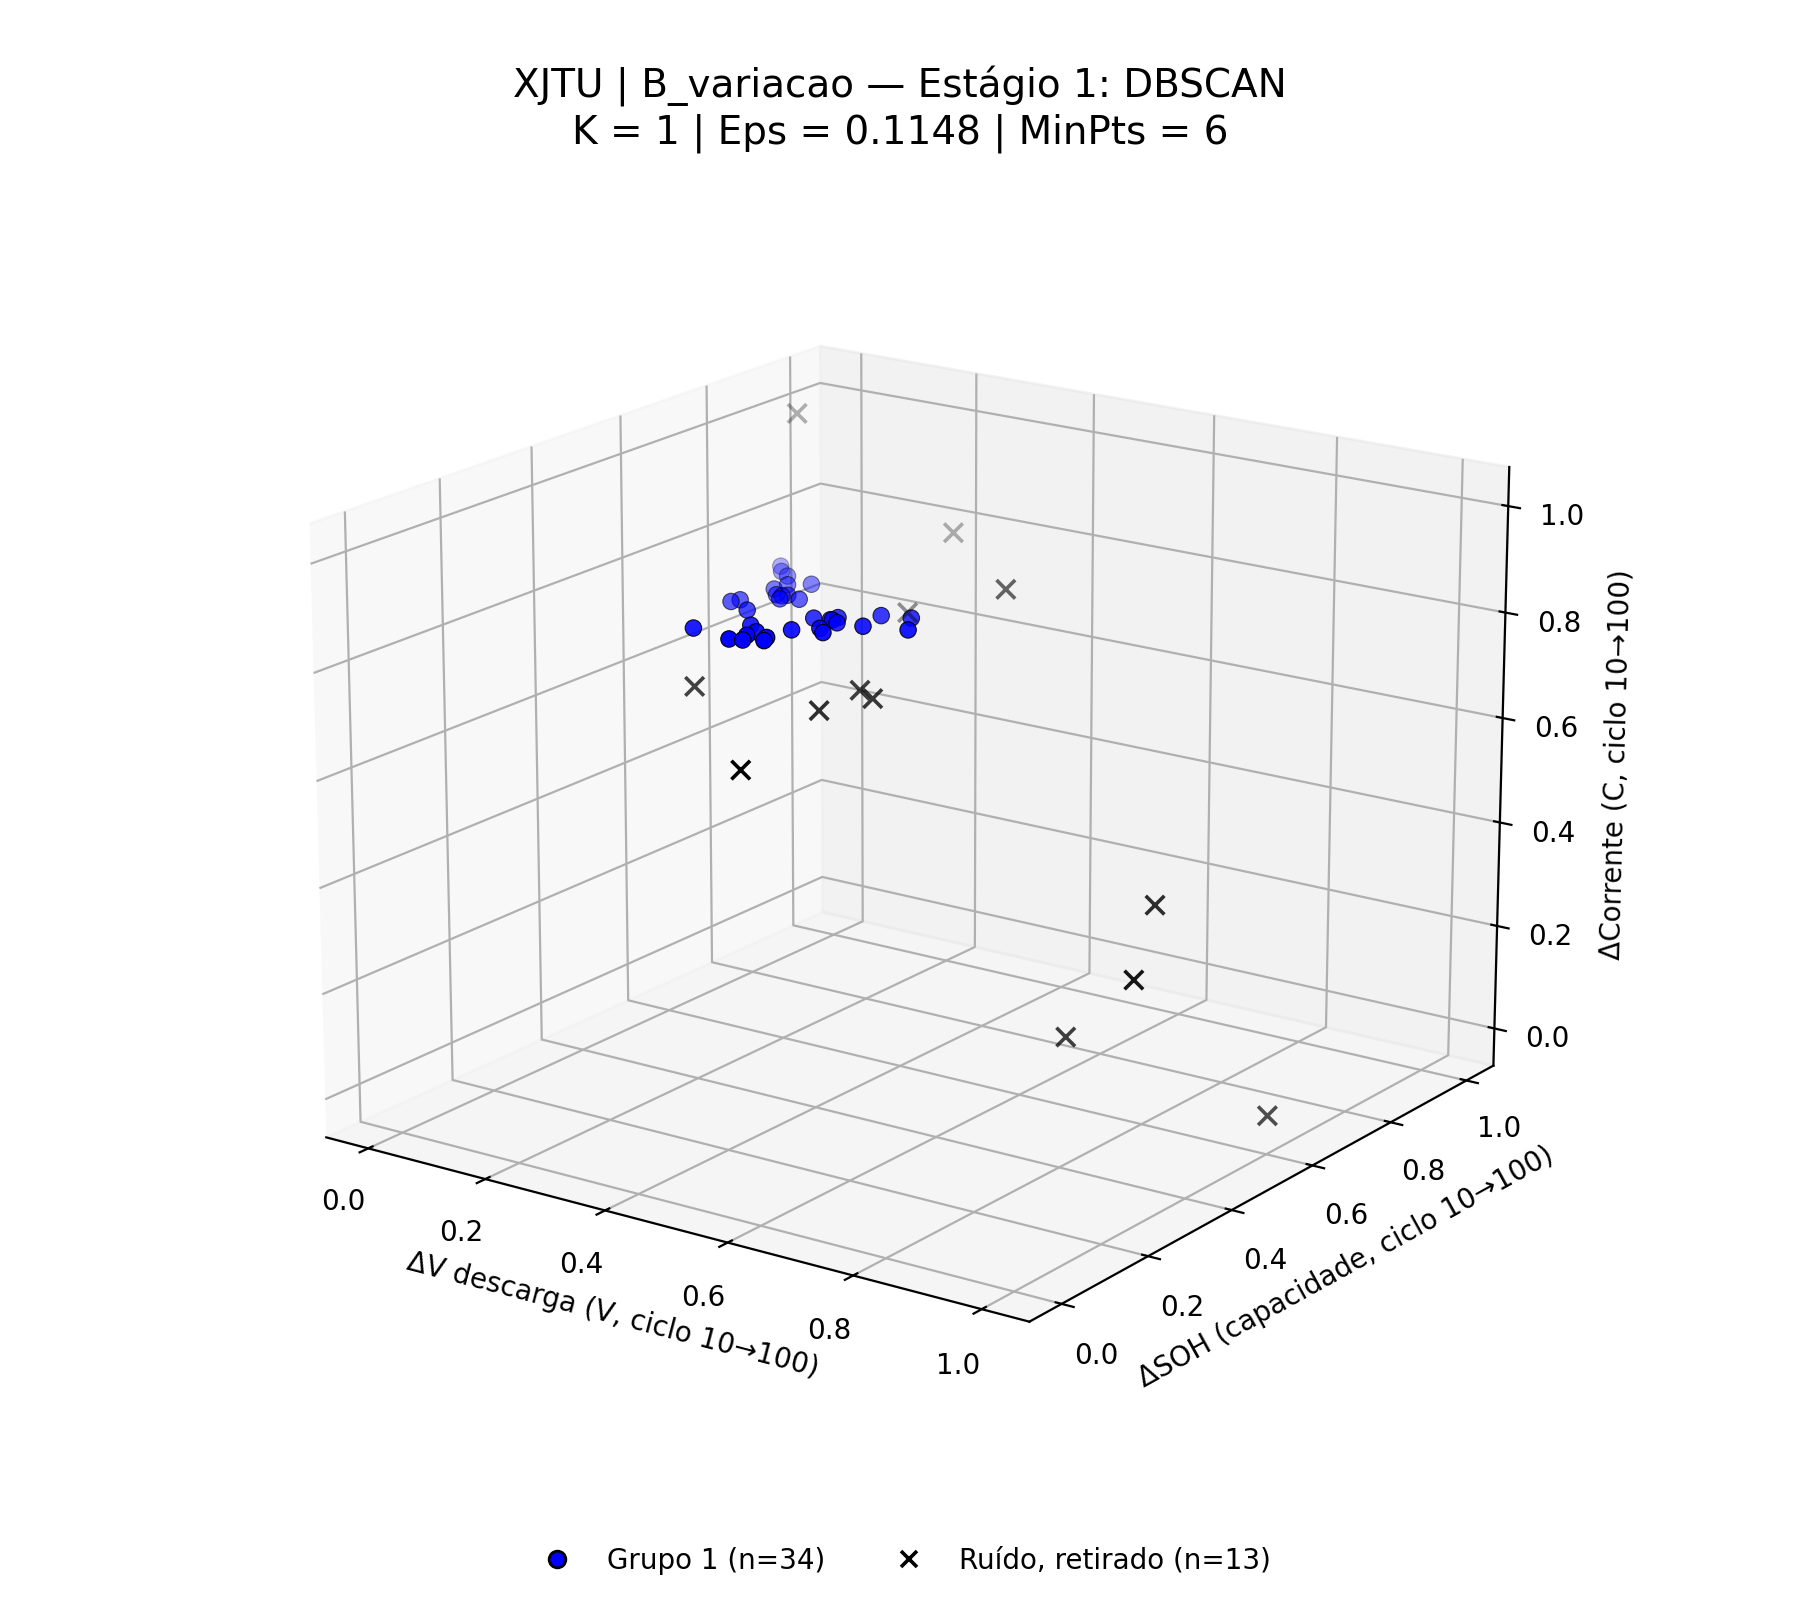 XJTU | B_variacao — Estágio 1: DBSCAN
K = 1 | Eps = 0.1148 | MinPts = 6
1.0
0.8
0.6
0.4
0.2
0.0
ΔCorrente (C, ciclo 10→100)
0.0
0.2
0.4
0.6
0.8
1.0
ΔV descarga (V, ciclo 10→100)
0.0
0.2
0.4
0.6
0.8
1.0
ΔSOH (capacidade, ciclo 10→100)
Grupo 1 (n=34)
Ruído, retirado (n=13)